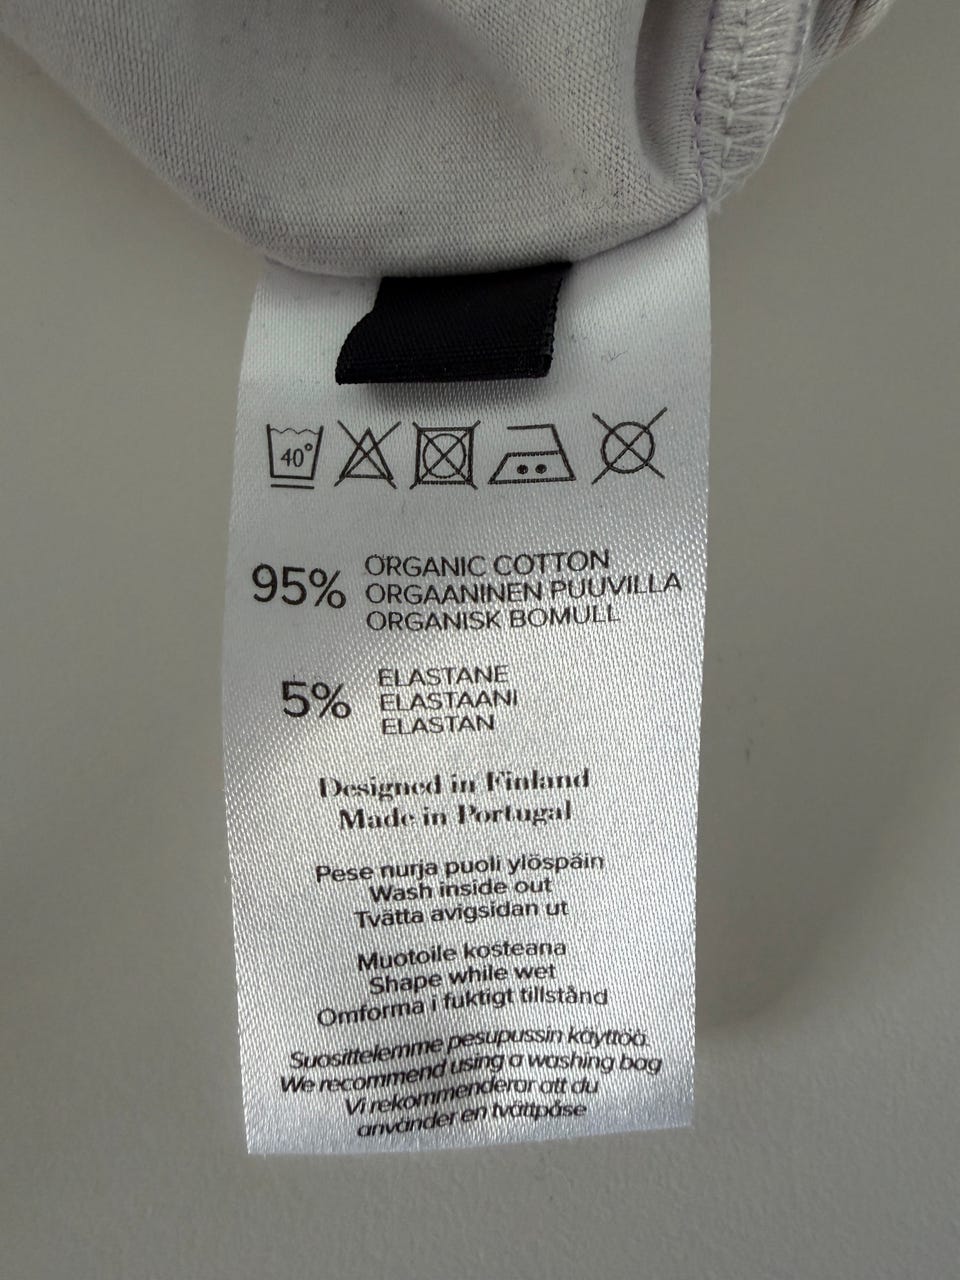 40°
95% ORGANIC COTTON
ORGAANINEN PUUVILLA
ORGANISK BOMULL
5% ELASTANE
ELASTAANI
ELASTAN
Designed in Finland
Made in Portugal
Pese nurja puoli ylöspäin
Wash inside out
Tvätta avigsidan ut
Muotoile kosteana
Shape while wet
Omforma i fuktigt tillstånd
Suosittelemme pesupussin käyttöä
We recommend using a washing bag
Vi rekommenderar att du
använder en tvättpåse